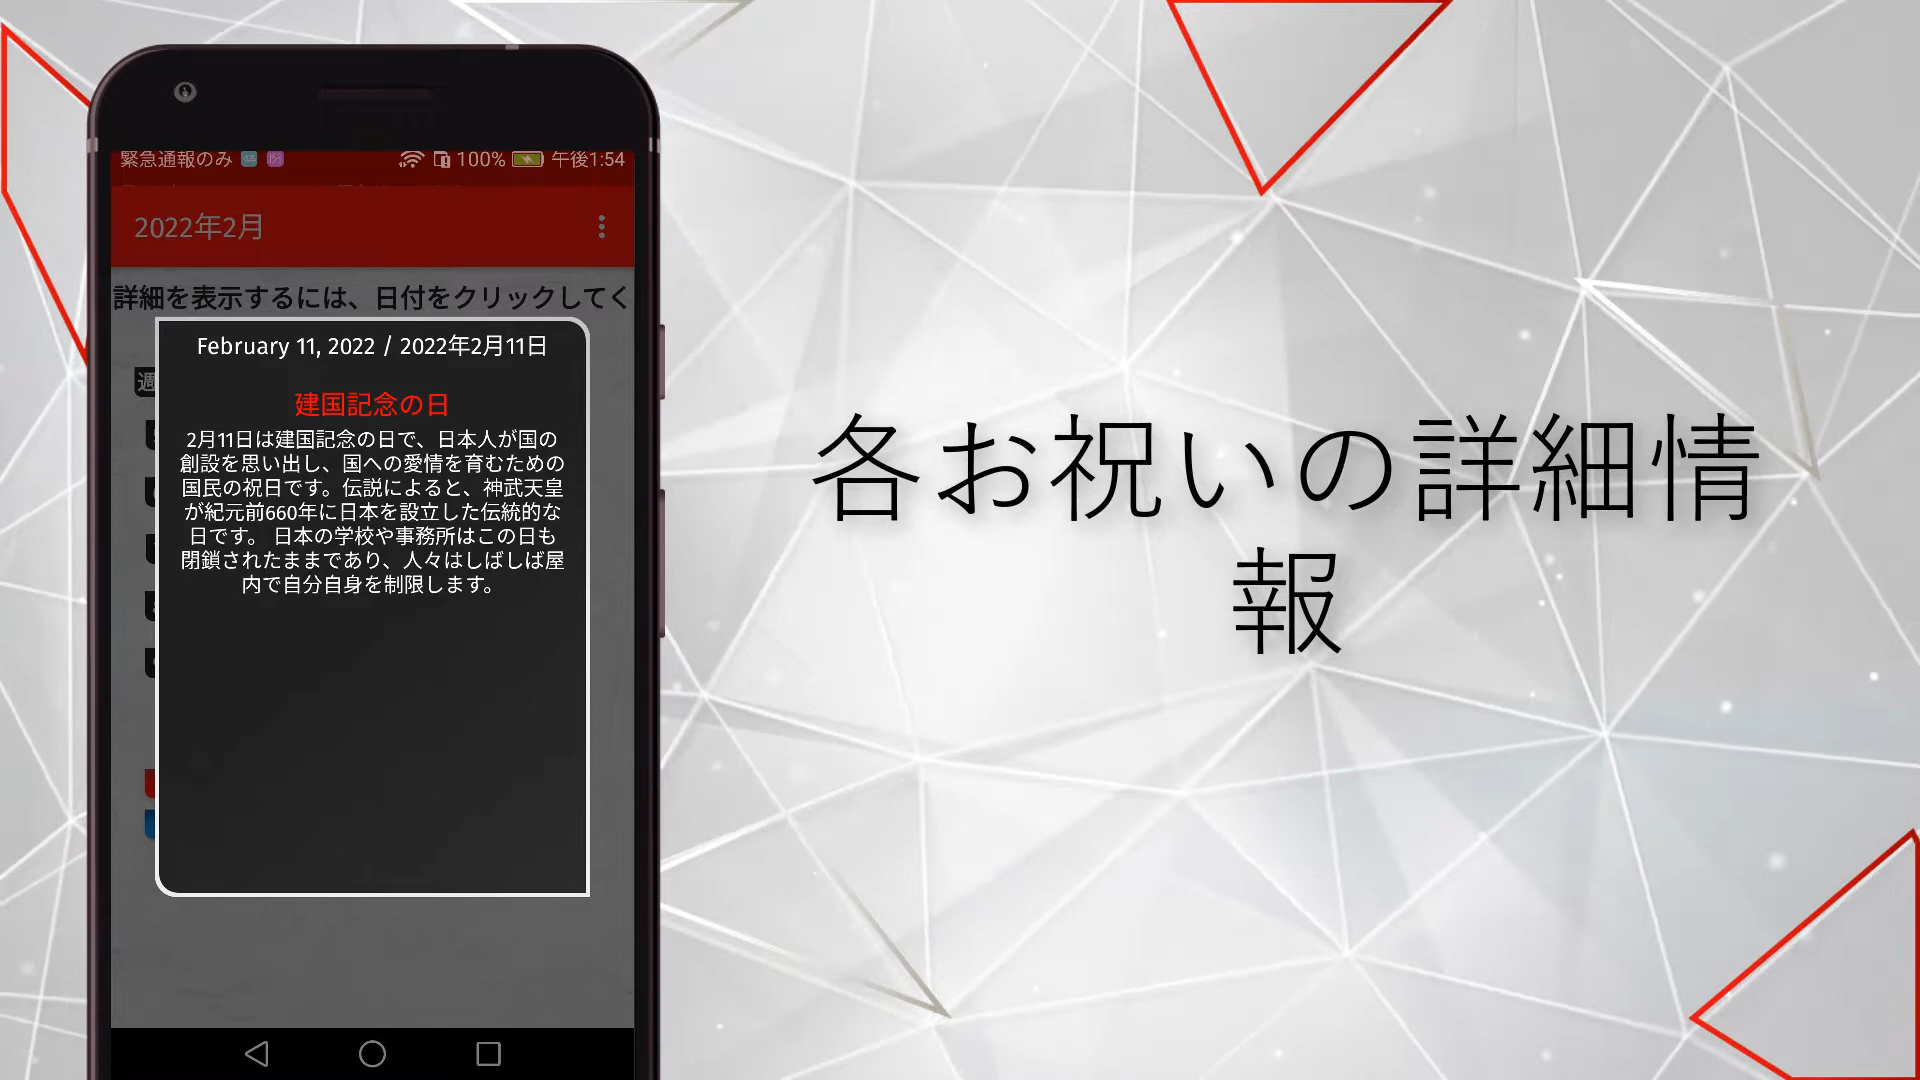 緊急通報のみ 100% 午後1:54
2022年2月
詳細を表示するには、日付をクリックしてく
February 11, 2022 / 2022年2月11日
週
建国記念の日
2月11日は建国記念の日で、日本人が国の
創設を思い出し、国への愛情を育むための
国民の祝日です。伝説によると、神武天皇
が紀元前660年に日本を設立した伝統的な
日です。 日本の学校や事務所はこの日も
閉鎖されたままであり、人々はしばしば屋
内で自分自身を制限します。
各お祝いの詳細情
報